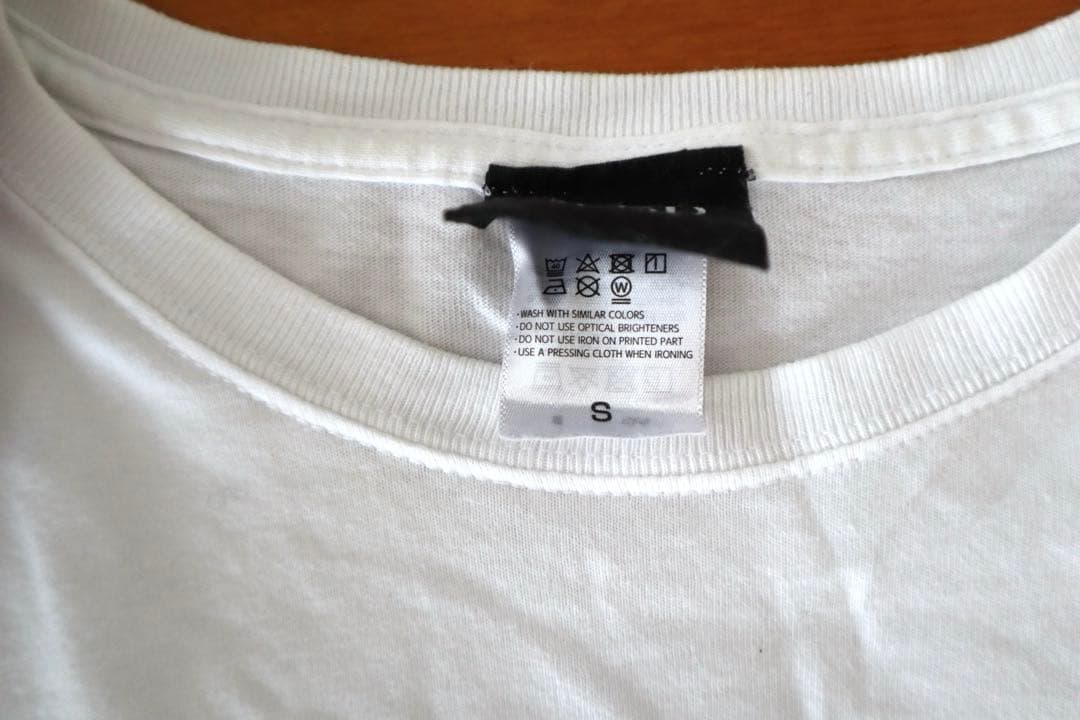 40
W
·WASH WITH SIMILAR COLORS
·DO NOT USE OPTICAL BRIGHTENERS
·DO NOT USE IRON ON PRINTED PART
·USE A PRESSING CLOTH WHEN IRONING
S